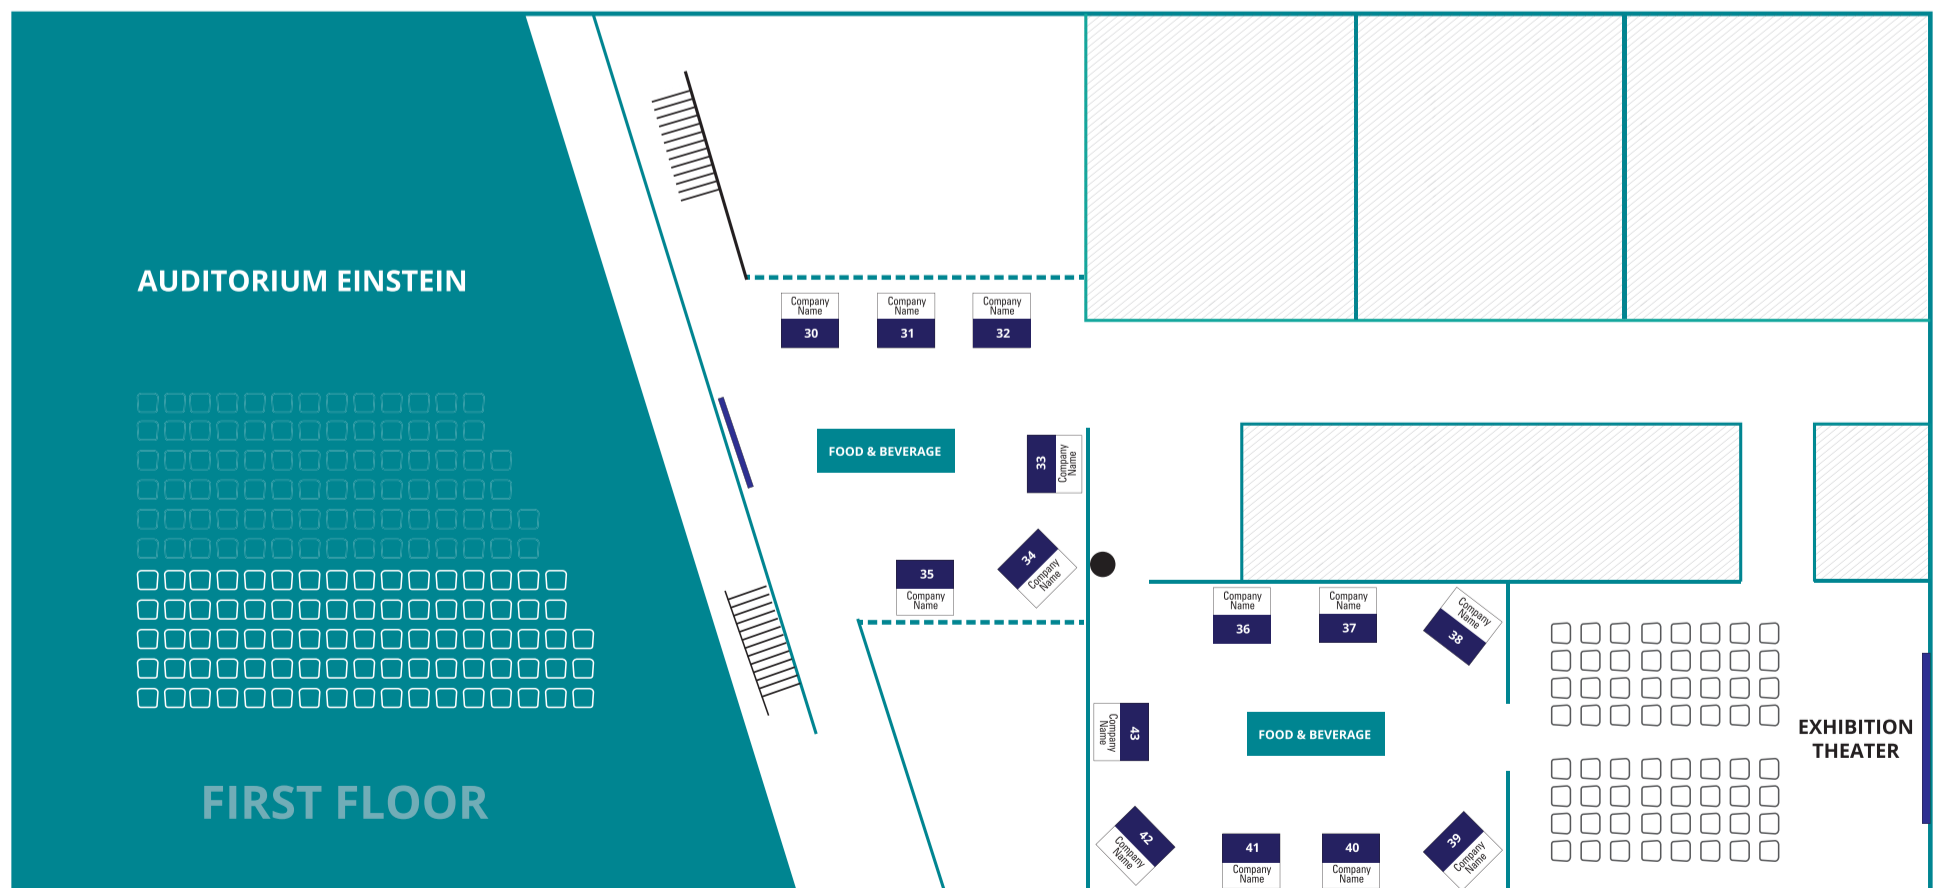 AUDITORIUM EINSTEIN
FIRST FLOOR
Company
Name
30
Company
Name
31
Company
Name
32
FOOD & BEVERAGE
33
Company
Name
34
Company
Name
35
Company
Name
Company
Name
36
Company
Name
37
Company
Name
38
Company
Name
43
FOOD & BEVERAGE
EXHIBITION
THEATER
42
Company
Name
41
Company
Name
40
Company
Name
39
Company
Name